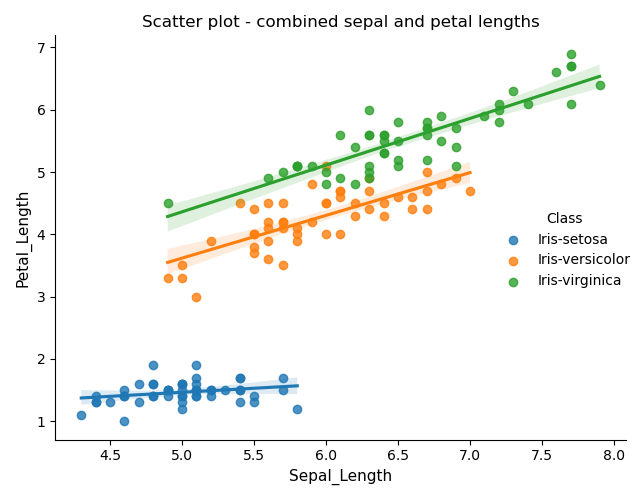 Scatter plot - combined sepal and petal lengths
7
6
5
4
3
2
1
Petal_Length
Class
Iris-setosa
Iris-versicolor
Iris-virginica
4.5 5.0 5.5 6.0 6.5 7.0 7.5 8.0
Sepal_Length